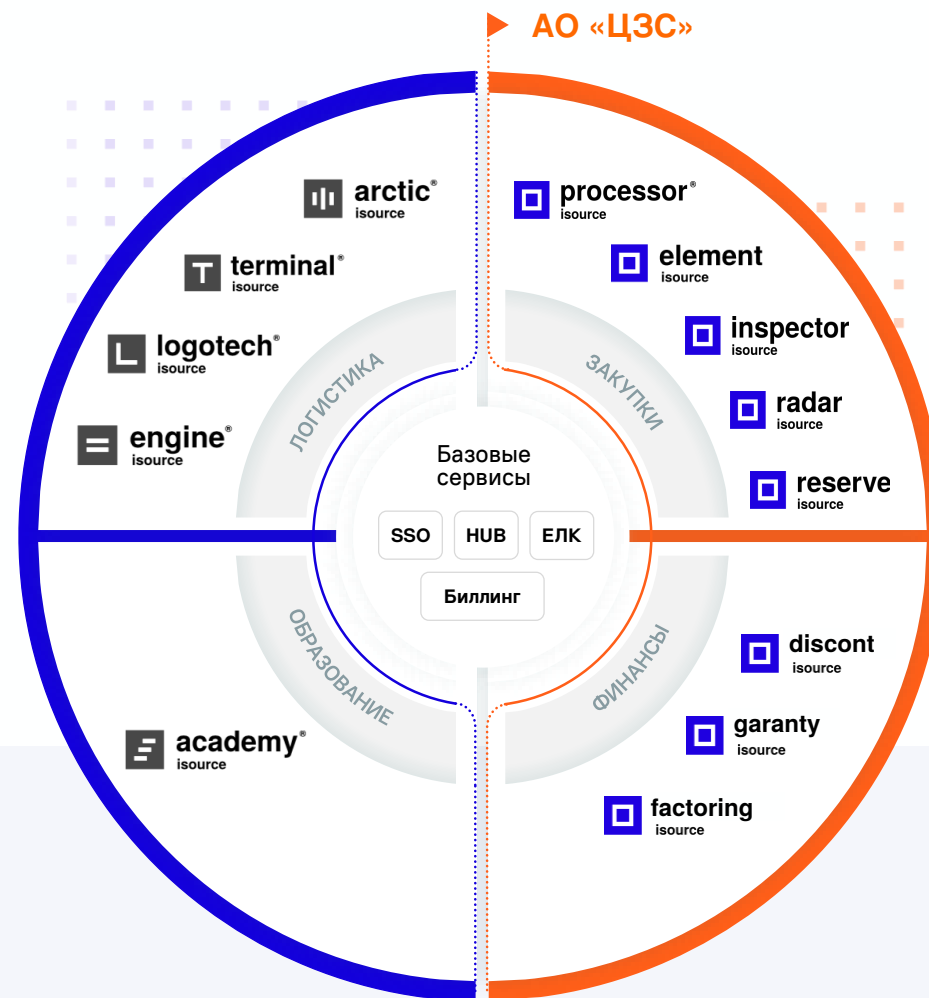 АО «ЦЗС»
arctic®
isource
terminal®
isource
logotech®
isource
engine®
isource
ЛОГИСТИКА
processor®
isource
element
isource
inspector
isource
radar
isource
reserve
isource
ЗАКУПКИ
Базовые
сервисы
SSO HUB ЕЛК
Биллинг
ОБРАЗОВАНИЕ
academy®
isource
ФИНАНСЫ
discont
isource
garanty
isource
factoring
isource